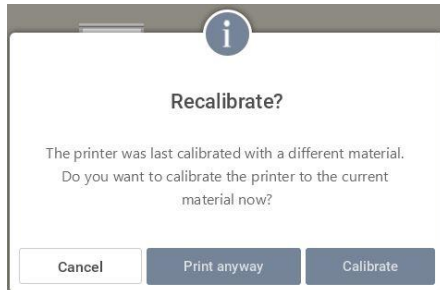 i
Recalibrate?
The printer was last calibrated with a different material.
Do you want to calibrate the printer to the current
material now?
Cancel Print anyway Calibrate